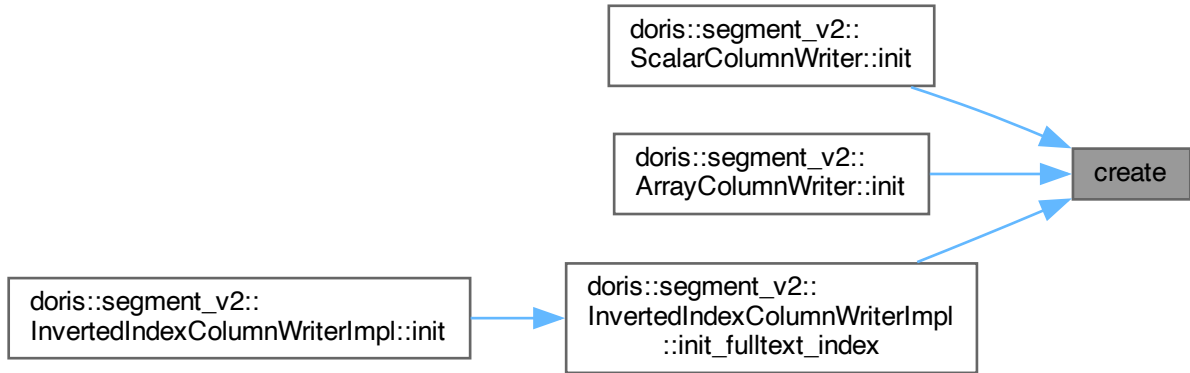 doris::segment_v2::
ScalarColumnWriter::init
doris::segment_v2::
ArrayColumnWriter::init
create
doris::segment_v2::
InvertedIndexColumnWriterImpl::init
doris::segment_v2::
InvertedIndexColumnWriterImpl
::init_fulltext_index